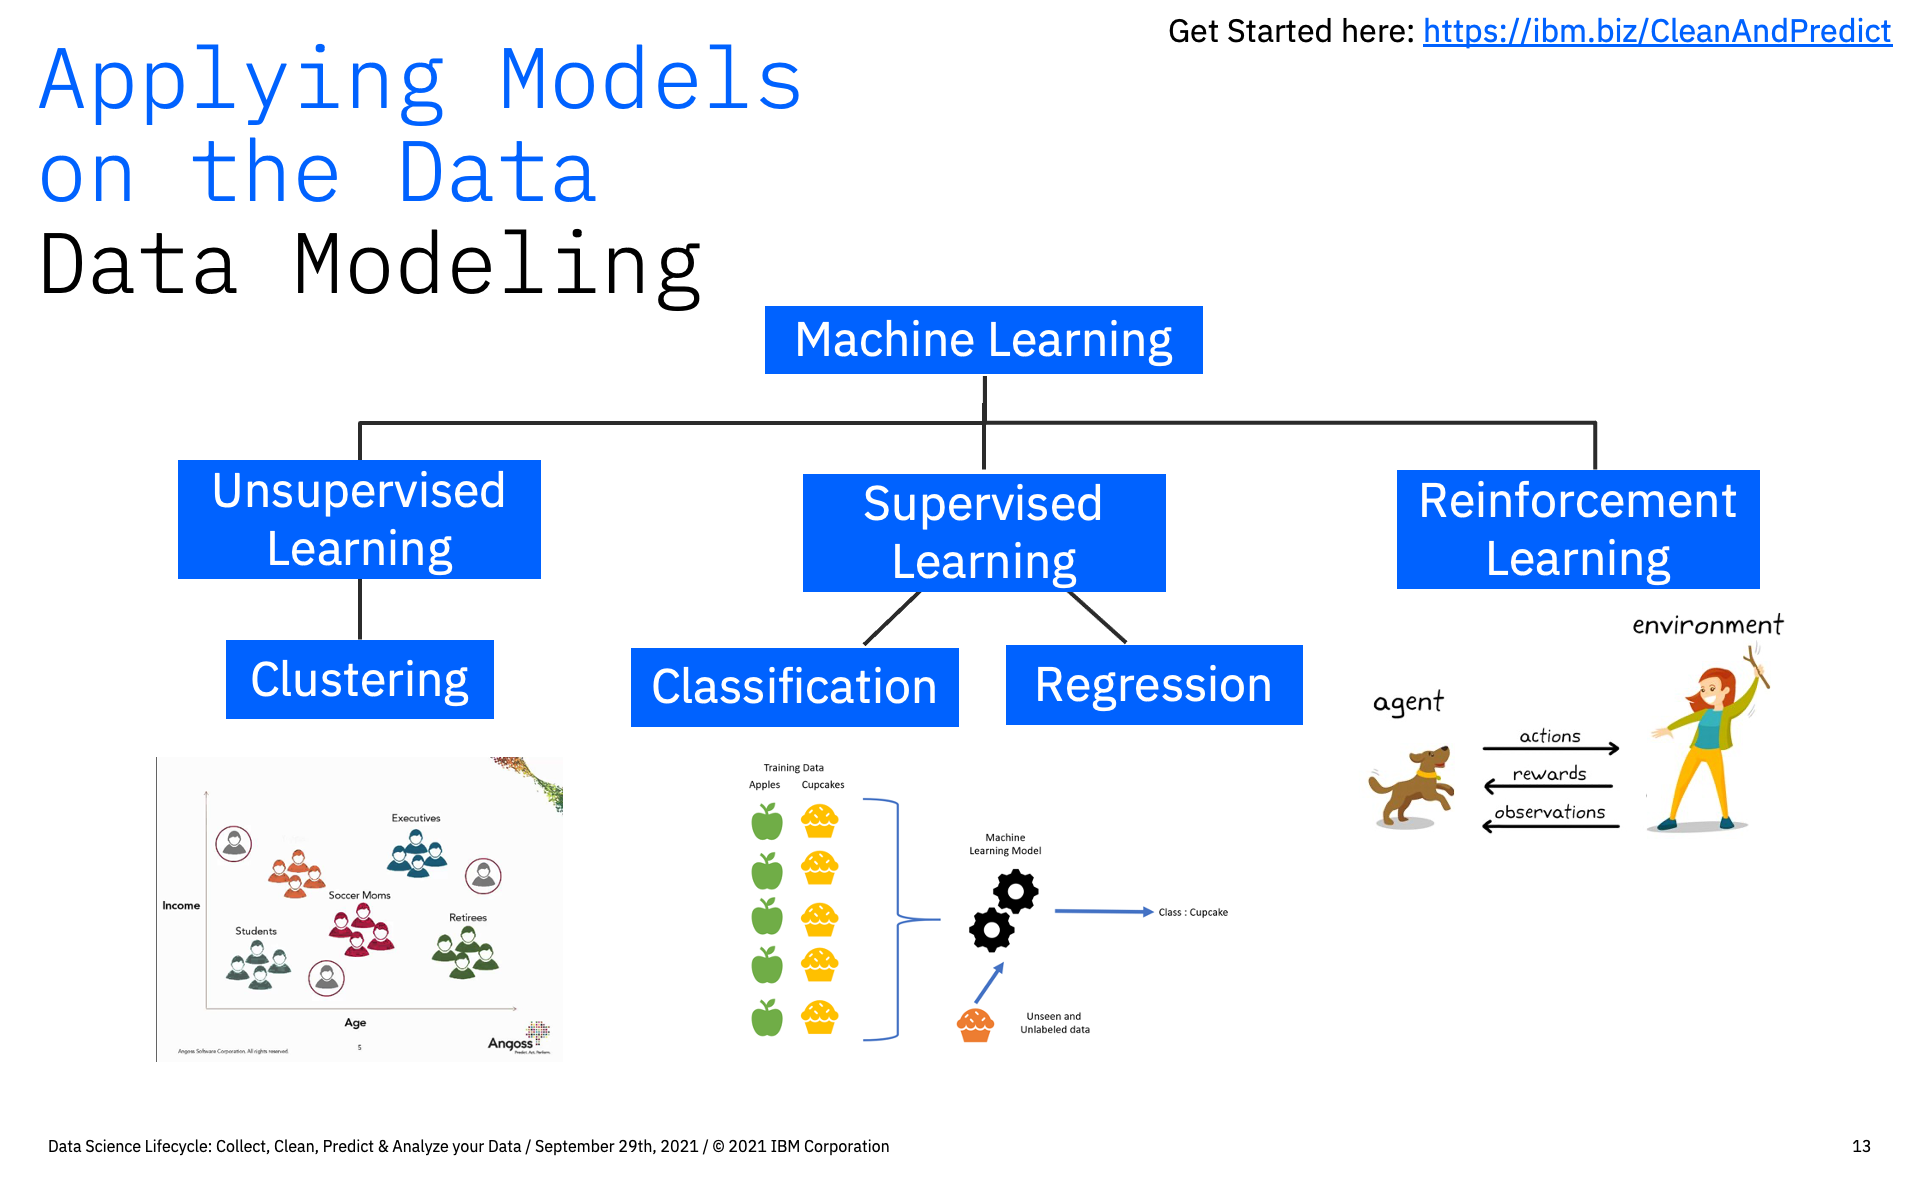 Get Started here: https://ibm.biz/CleanAndPredict
Applying Models
on the Data
Data Modeling
Machine Learning
Unsupervised
Learning
Supervised
Learning
Reinforcement
Learning
Clustering
Classification
Regression
Executives
Soccer Moms
Students
Retirees
Income
Age
5
Angoss Software Corporation. All rights reserved.
Angoss
Predict. Act. Perform.
Training Data
Apples Cupcakes
Machine
Learning Model
Class : Cupcake
Unseen and
Unlabeled data
environment
agent
actions
rewards
observations
Data Science Lifecycle: Collect, Clean, Predict & Analyze your Data / September 29th, 2021 / © 2021 IBM Corporation
13